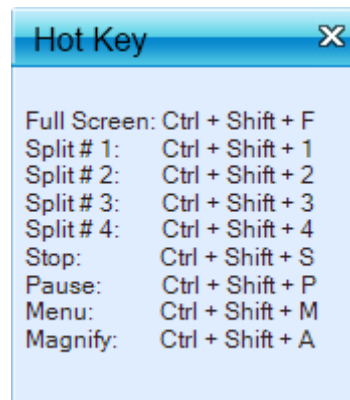 Hot Key
Full Screen: Ctrl + Shift + F
Split # 1: Ctrl + Shift + 1
Split # 2: Ctrl + Shift + 2
Split # 3: Ctrl + Shift + 3
Split # 4: Ctrl + Shift + 4
Stop: Ctrl + Shift + S
Pause: Ctrl + Shift + P
Menu: Ctrl + Shift + M
Magnify: Ctrl + Shift + A